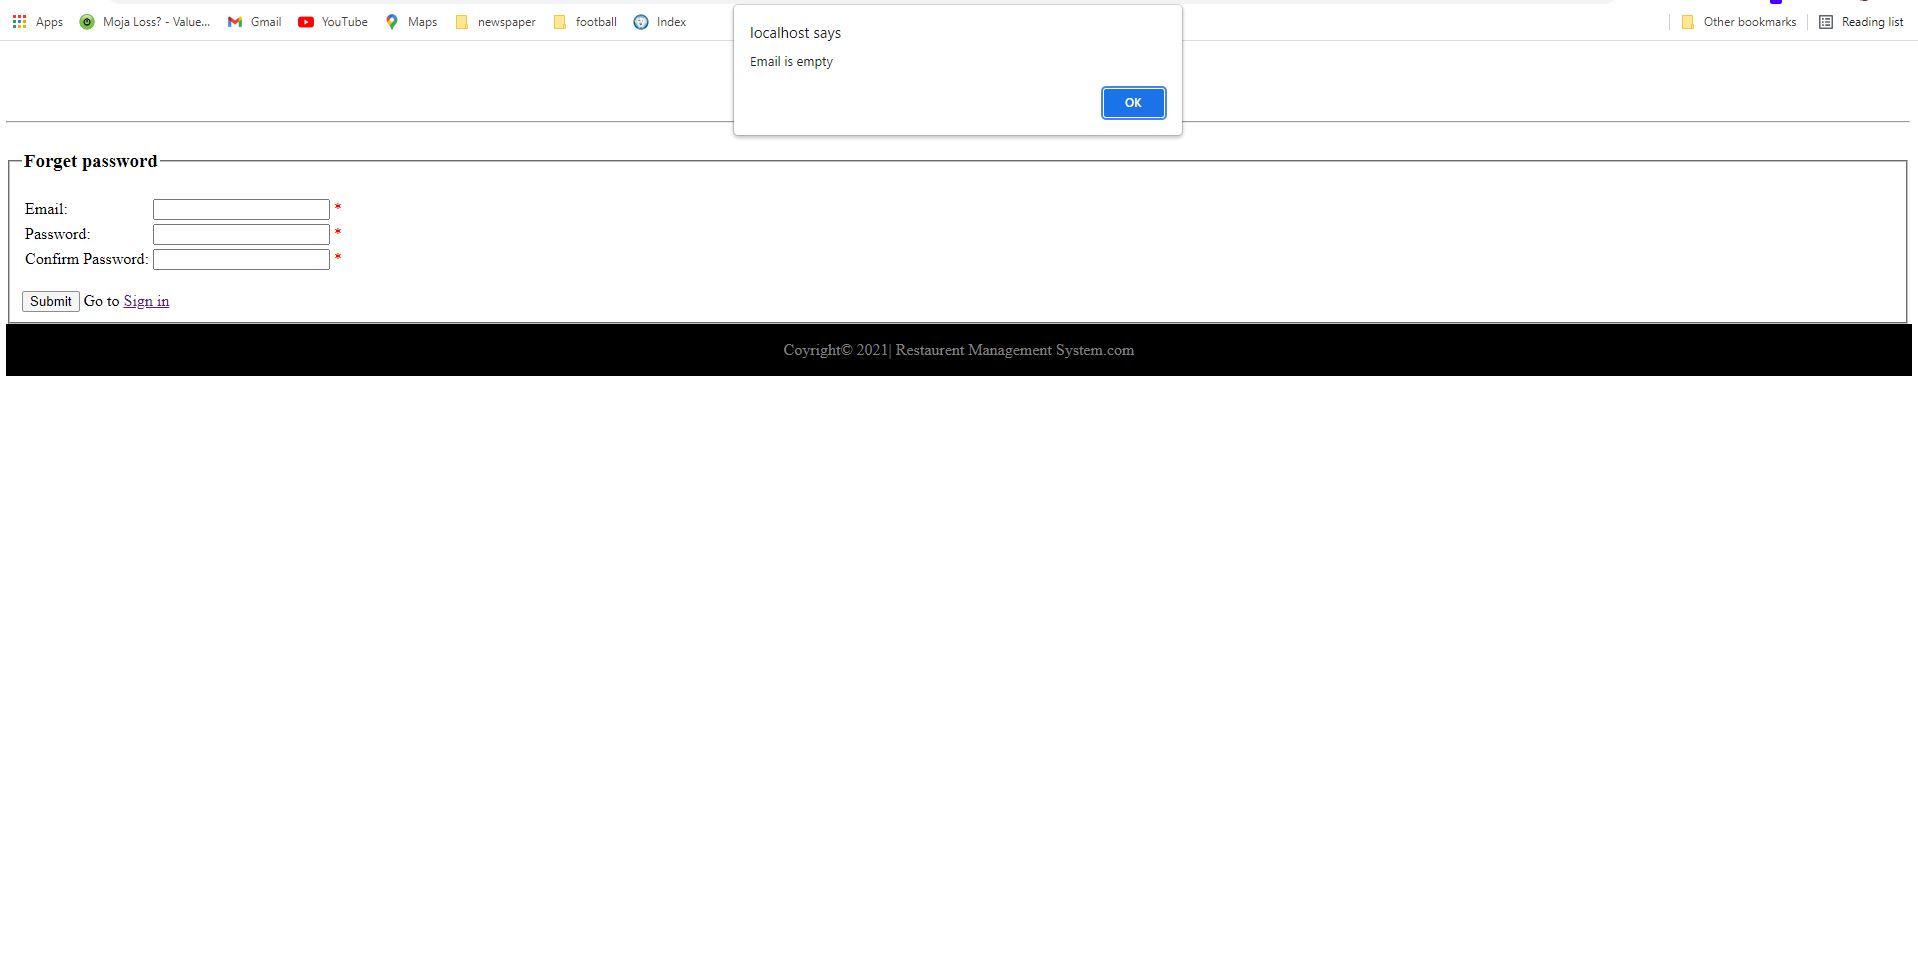 Apps Moja Loss? - Value... Gmail YouTube Maps newspaper football Index Other bookmarks Reading list
localhost says
Email is empty
OK
Forget password
Email: *
Password: *
Confirm Password: *
Submit Go to Sign in
Coyright© 2021| Restaurent Management System.com